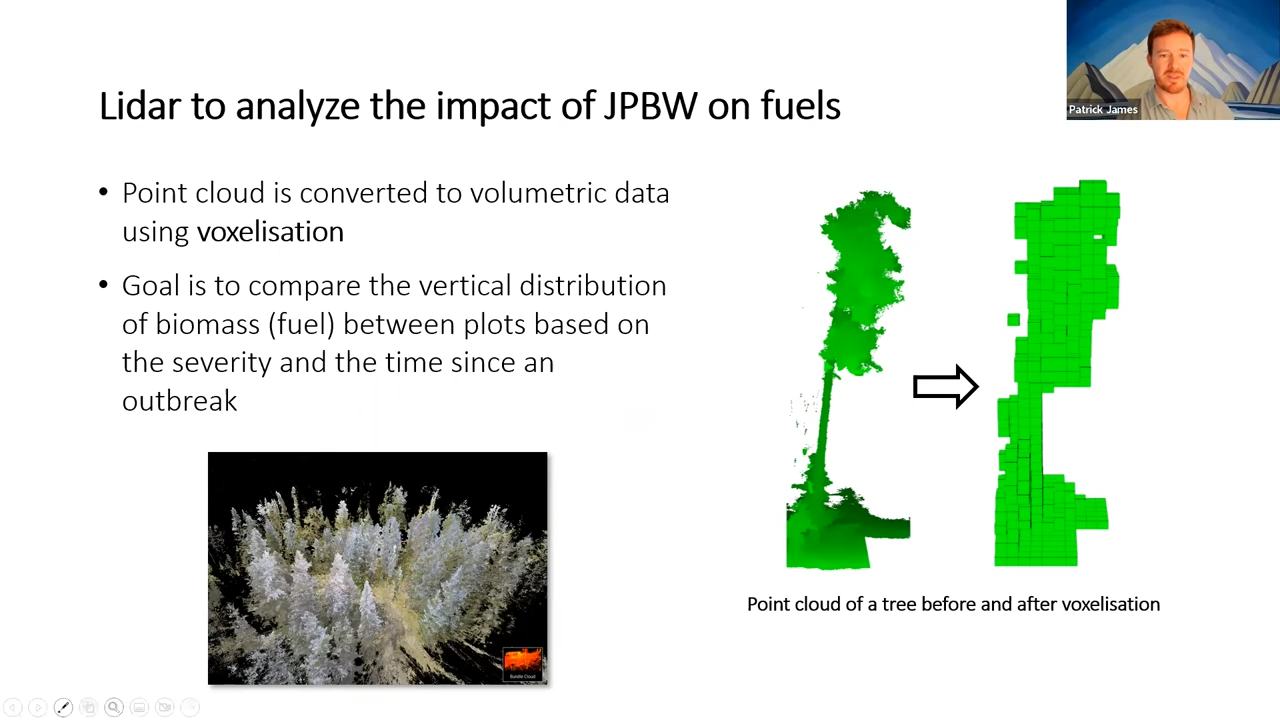 Lidar to analyze the impact of JPBW on fuels
Patrick James
• Point cloud is converted to volumetric data
using voxelisation
• Goal is to compare the vertical distribution
of biomass (fuel) between plots based on
the severity and the time since an
outbreak
Bundle Cloud
Point cloud of a tree before and after voxelisation